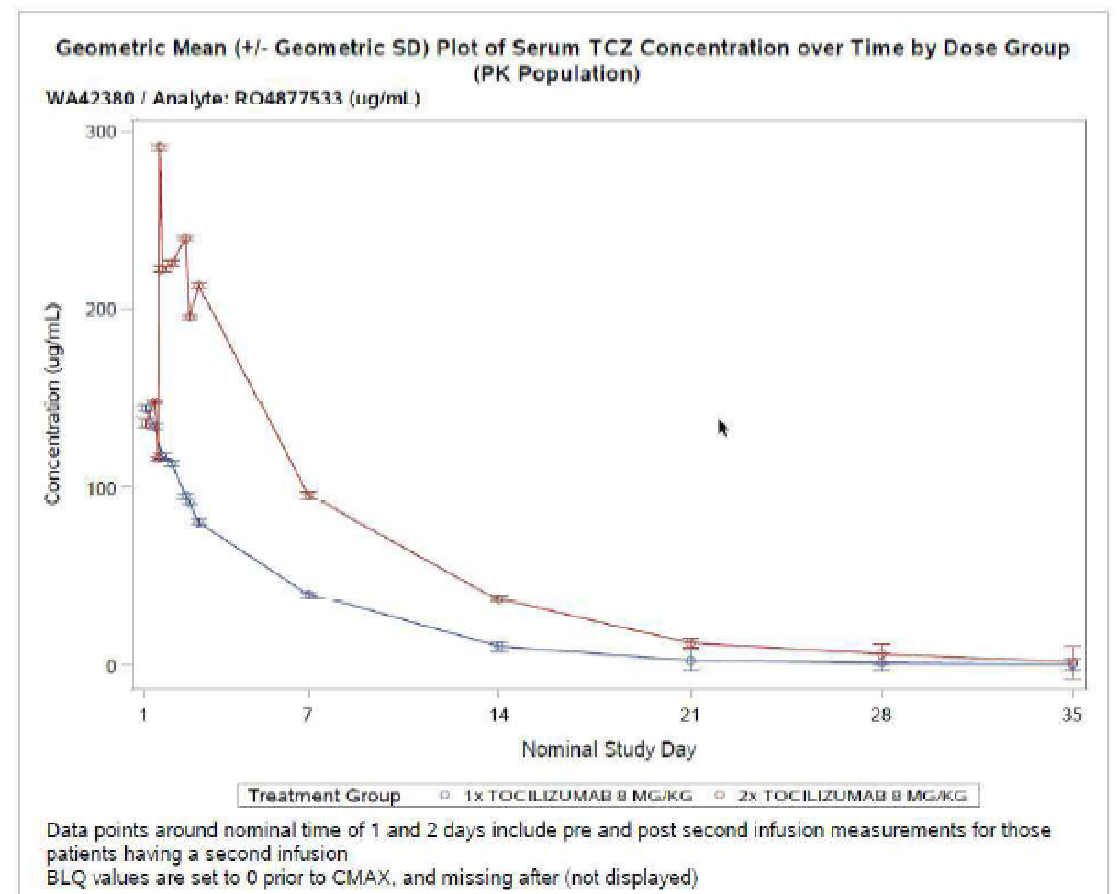 Geometric Mean (+/- Geometric SD) Plot of Serum TCZ Concentration over Time by Dose Group
(PK Population)
WA42380 / Analyte: RO4877533 (ug/mL)
300
200
100
0
Concentration (ug/mL)
1 7 14 21 28 35
Nominal Study Day
Treatment Group 1x TOCILIZUMAB 8 MG/KG 2x TOCILIZUMAB 8 MG/KG
Data points around nominal time of 1 and 2 days include pre and post second infusion measurements for those
patients having a second infusion
BLQ values are set to 0 prior to CMAX, and missing after (not displayed)